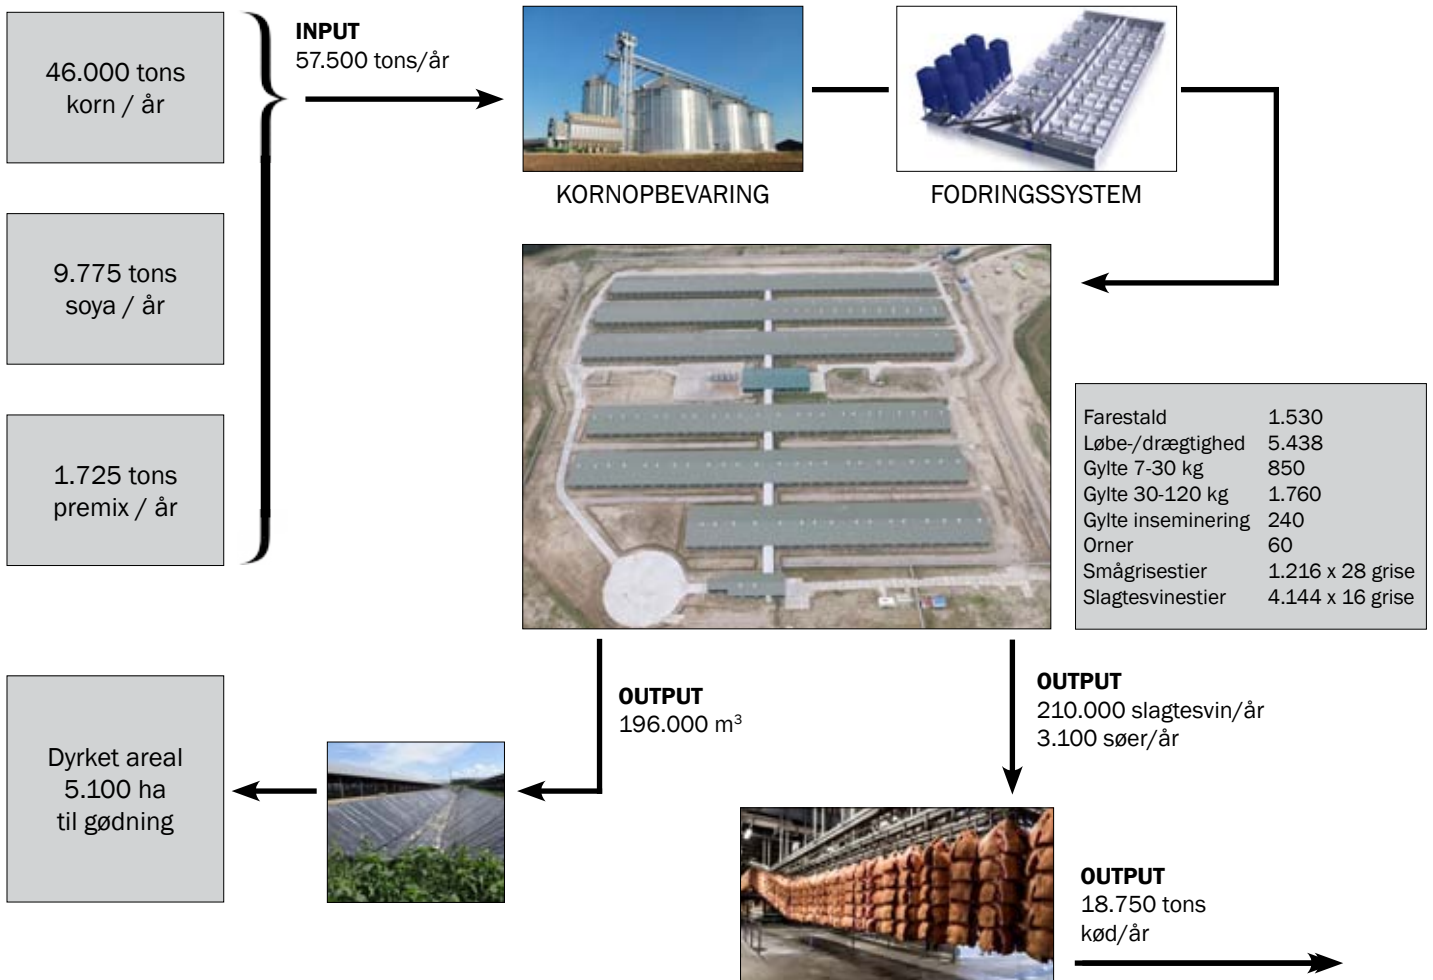 46.000 tons
korn / år
INPUT
57.500 tons/år
KORNOPBEVARING
FODRINGSSYSTEM
9.775 tons
soya / år
1.725 tons
premix / år
Farestald 1.530
Løbe-/drægtighed 5.438
Gylte 7-30 kg 850
Gylte 30-120 kg 1.760
Gylte inseminering 240
Orner 60
Smågrisestier 1.216 x 28 grise
Slagtesvinestier 4.144 x 16 grise
OUTPUT
196.000 m³
OUTPUT
210.000 slagtesvin/år
3.100 søer/år
Dyrket areal
5.100 ha
til gødning
OUTPUT
18.750 tons
kød/år